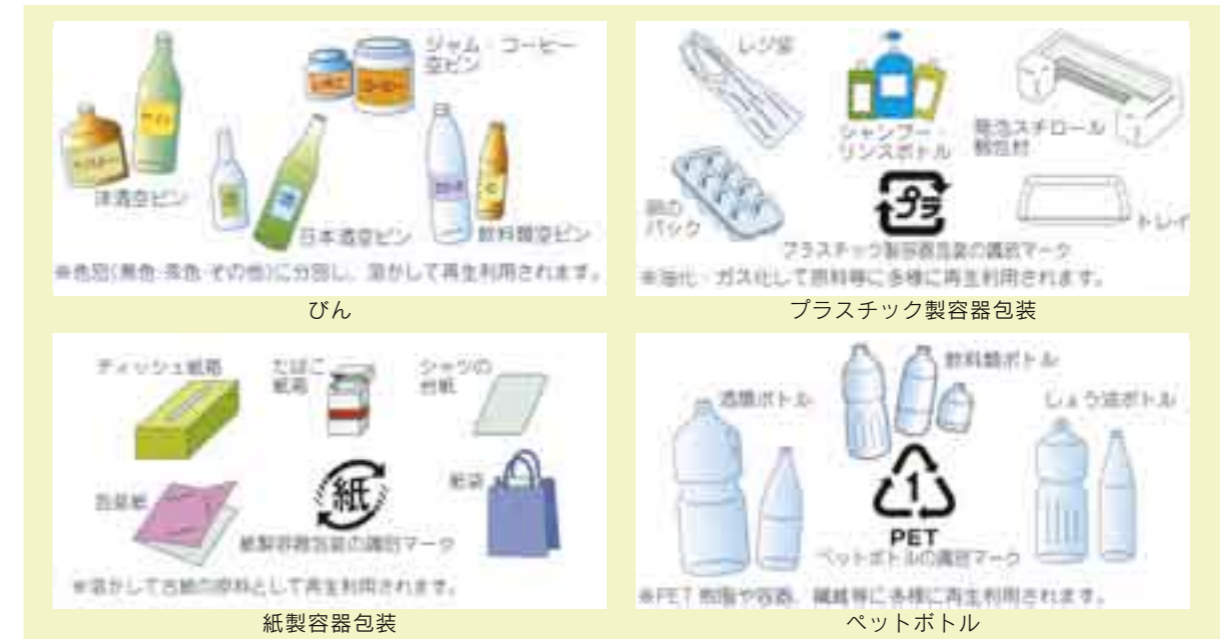 ジャム・コーヒー
空ビン
ワイン
コーヒー
洋酒空ビン
酒
日本酒空ビン
飲料類空ビン
※色別(無色・茶色・その他)に分別し、溶かして再生利用されます。
びん
レジ袋
シャンプー・
リンスボトル
発泡スチロール
梱包材
卵の
パック
プラ
トレイ
プラスチック製容器包装の識別マーク
※油化・ガス化して原料等に多様に再生利用されます。
プラスチック製容器包装
ティッシュ紙箱
たばこ
紙箱
シャツの
台紙
包装紙
紙
紙袋
紙製容器包装の識別マーク
※溶かして古紙の原料として再生利用されます。
紙製容器包装
飲料類ボトル
酒類ボトル
しょう油ボトル
1
PET
ペットボトルの識別マーク
※PET樹脂や容器、繊維等に多様に再生利用されます。
ペットボトル